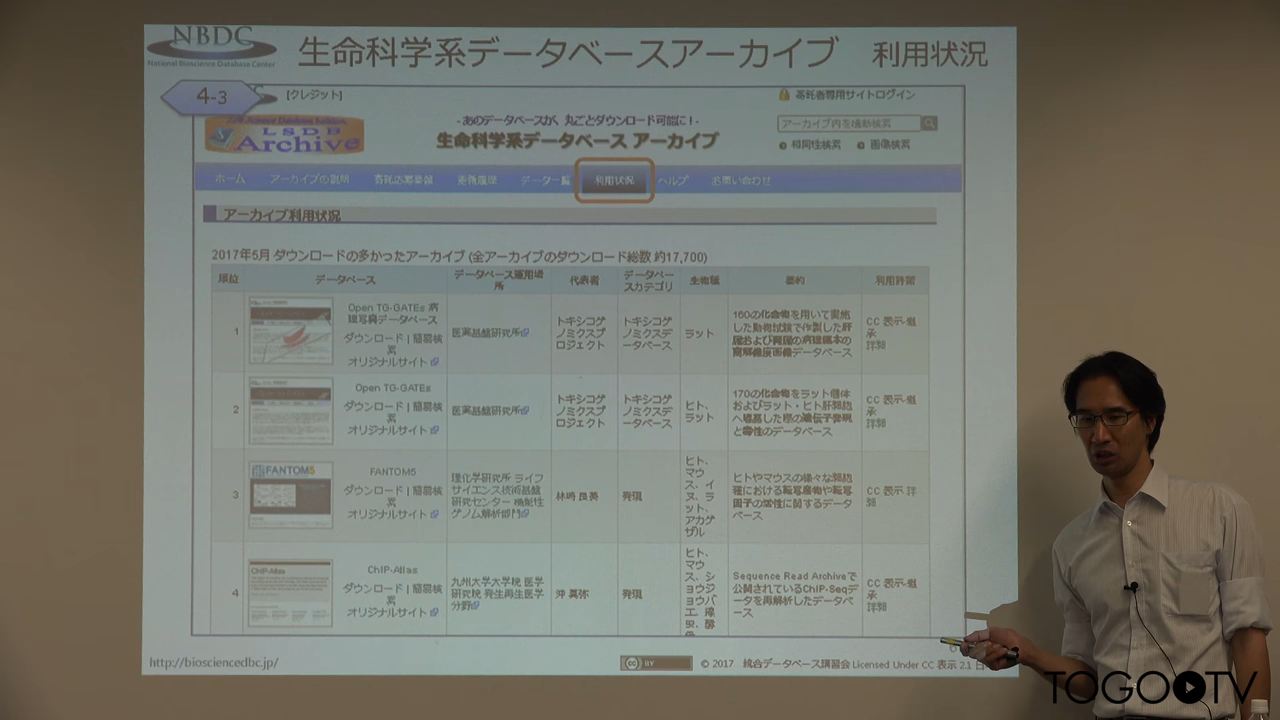 NBDC
National Bioscience Database Center
生命科学系データベースアーカイブ 利用状況
4-3
[クレジット]
寄託者専用サイトログイン
LSDB
Archive
-あのデータベースが、丸ごとダウンロード可能に!-
生命科学系データベース アーカイブ
アーカイブ内を横断検索
相同性検索 画像検索
ホーム アーカイブの説明 寄託応募要領 更新履歴 データ一覧 利用状況 ヘルプ お問い合わせ
アーカイブ利用状況
2017年5月 ダウンロードの多かったアーカイブ (全アーカイブのダウンロード総数 約17,700)
順位 データベース データベース運用場所 代表者 データベースカテゴリ 生物種 要約 利用許諾
1
Open TG-GATEs 病理写真データベース
ダウンロード | 簡易検索
オリジナルサイト
医薬基盤研究所
トキシコゲノミクスプロジェクト
トキシコゲノミクスデータベース
ラット
160の化合物を用いて実施した動物試験で作製した肝臓および腎臓の病理標本の高解像度画像データベース
CC 表示-継承
詳細
2
Open TG-GATEs
ダウンロード | 簡易検索
オリジナルサイト
医薬基盤研究所
トキシコゲノミクスプロジェクト
トキシコゲノミクスデータベース
ヒト、ラット
170の化合物をラット個体およびラット・ヒト肝細胞へ曝露した際の遺伝子発現と毒性のデータベース
CC 表示-継承
詳細
3
FANTOM5
FANTOM5
ダウンロード | 簡易検索
オリジナルサイト
理化学研究所 ライフサイエンス技術基盤研究センター 機能性ゲノム解析部門
林崎 良英
発現
ヒト、マウス、イヌ、ラット、アカゲザル
ヒトやマウスの様々な細胞種における転写産物や転写因子の活性に関するデータベース
CC 表示 詳細
4
ChIP-Atlas
ChIP-Atlas
ダウンロード | 簡易検索
オリジナルサイト
九州大学大学院 医学研究院 発生再生医学分野
沖 真弥
発現
ヒト、マウス、ショウジョウバエ、線虫、酵母
Sequence Read Archiveで公開されているChIP-Seqデータを再解析したデータベース
CC 表示-継承
詳細
http://biosciencedbc.jp/
CC BY
© 2017 統合データベース講習会 Licensed Under CC 表示 2.1 日
TOGOTV